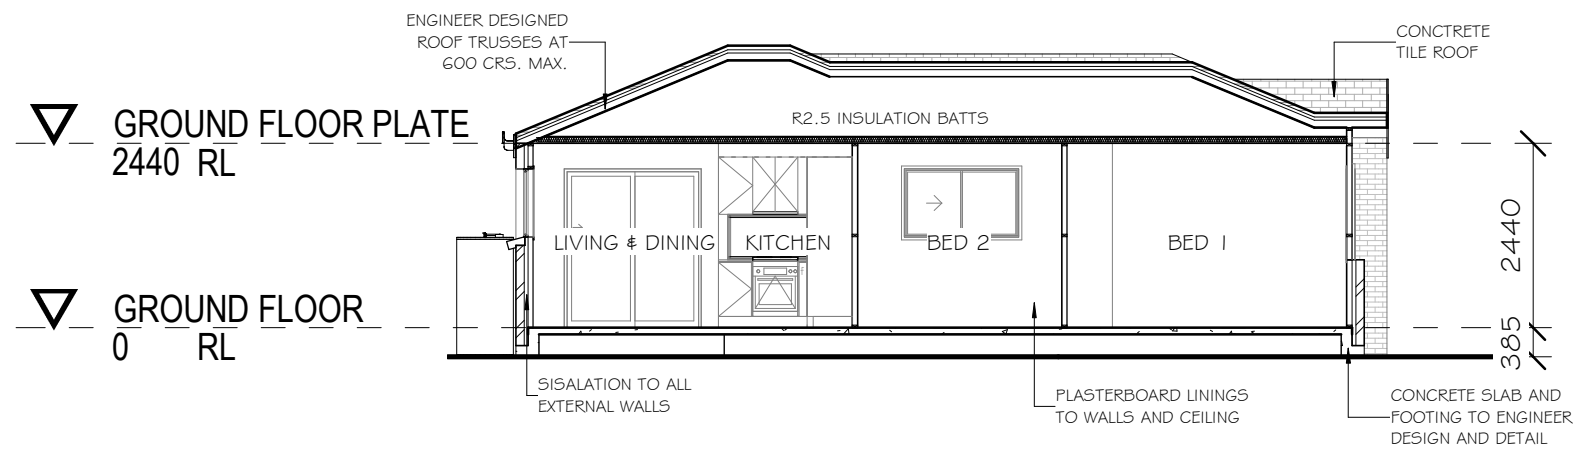 ENGINEER DESIGNED
ROOF TRUSSES AT
600 CRS. MAX.
CONCTRETE
TILE ROOF
R2.5 INSULATION BATTS
GROUND FLOOR PLATE
2440 RL
LIVING & DINING
KITCHEN
BED 2
BED 1
2440
GROUND FLOOR
0 RL
385
SISALATION TO ALL
EXTERNAL WALLS
PLASTERBOARD LININGS
TO WALLS AND CEILING
CONCRETE SLAB AND
FOOTING TO ENGINEER
DESIGN AND DETAIL